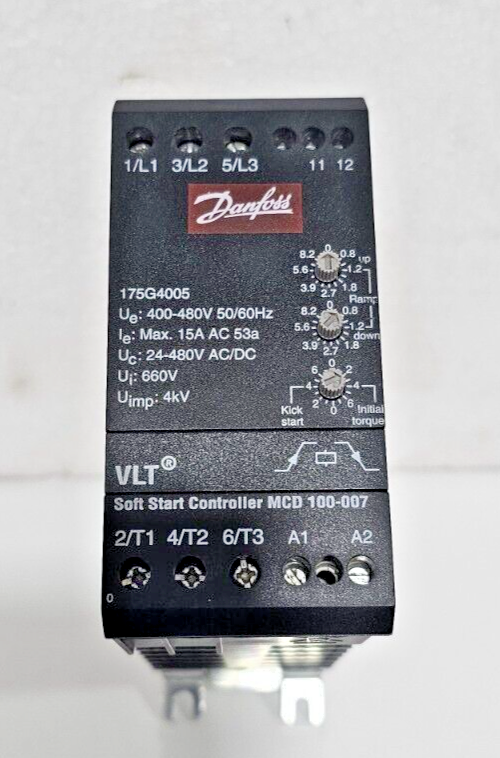 1/L1 3/L2 5/L3 11 12
Danfoss
175G4005
Ue: 400-480V 50/60Hz
Ie: Max. 15A AC 53a
Uc: 24-480V AC/DC
Ui: 660V
Uimp: 4kV
0
8.2 0.8
5.6 1.2
3.9 1.8
2.7
up
Ramp
down
8.2 0.8
5.6 1.2
3.9 1.8
2.7
0
6 2
4 4
2 6
0
Kick
start
Initial
torque
VLT®
Soft Start Controller MCD 100-007
2/T1 4/T2 6/T3 A1 A2
0